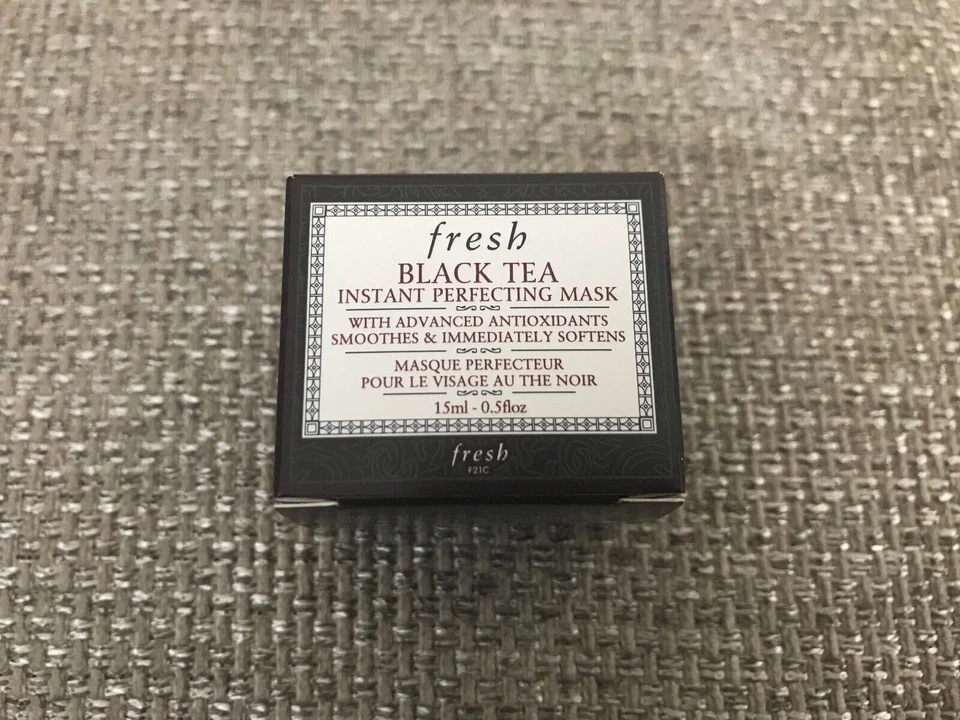 fresh
BLACK TEA
INSTANT PERFECTING MASK
WITH ADVANCED ANTIOXIDANTS
SMOOTHES & IMMEDIATELY SOFTENS
MASQUE PERFECTEUR
POUR LE VISAGE AU THE NOIR
15ml - 0.5floz
fresh
F21C